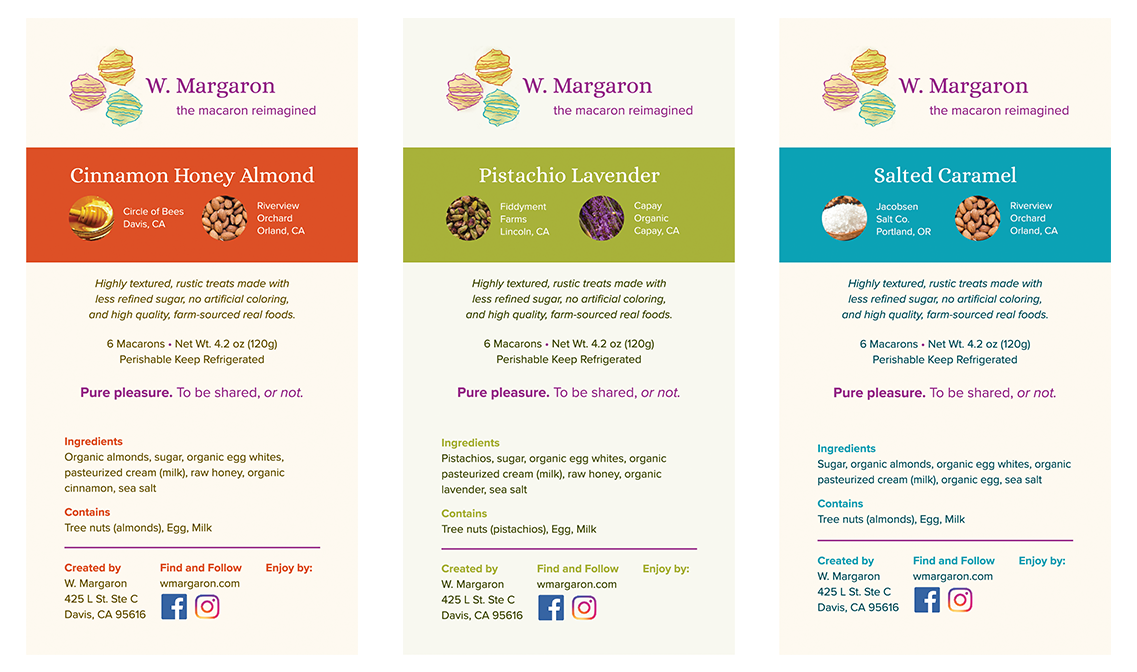 W. Margaron
the macaron reimagined
Cinnamon Honey Almond
Circle of Bees
Davis, CA
Riverview
Orchard
Orland, CA
Highly textured, rustic treats made with
less refined sugar, no artificial coloring,
and high quality, farm-sourced real foods.
6 Macarons • Net Wt. 4.2 oz (120g)
Perishable Keep Refrigerated
Pure pleasure. To be shared, or not.
Ingredients
Organic almonds, sugar, organic egg whites,
pasteurized cream (milk), raw honey, organic
cinnamon, sea salt
Contains
Tree nuts (almonds), Egg, Milk
Created by
W. Margaron
425 L St. Ste C
Davis, CA 95616
Find and Follow
wmargaron.com
Enjoy by:
W. Margaron
the macaron reimagined
Pistachio Lavender
Fiddyment
Farms
Lincoln, CA
Capay
Organic
Capay, CA
Highly textured, rustic treats made with
less refined sugar, no artificial coloring,
and high quality, farm-sourced real foods.
6 Macarons • Net Wt. 4.2 oz (120g)
Perishable Keep Refrigerated
Pure pleasure. To be shared, or not.
Ingredients
Pistachios, sugar, organic egg whites, organic
pasteurized cream (milk), raw honey, organic
lavender, sea salt
Contains
Tree nuts (pistachios), Egg, Milk
Created by
W. Margaron
425 L St. Ste C
Davis, CA 95616
Find and Follow
wmargaron.com
Enjoy by:
W. Margaron
the macaron reimagined
Salted Caramel
Jacobsen
Salt Co.
Portland, OR
Riverview
Orchard
Orland, CA
Highly textured, rustic treats made with
less refined sugar, no artificial coloring,
and high quality, farm-sourced real foods.
6 Macarons • Net Wt. 4.2 oz (120g)
Perishable Keep Refrigerated
Pure pleasure. To be shared, or not.
Ingredients
Sugar, organic almonds, organic egg whites, organic
pasteurized cream (milk), organic egg, sea salt
Contains
Tree nuts (almonds), Egg, Milk
Created by
W. Margaron
425 L St. Ste C
Davis, CA 95616
Find and Follow
wmargaron.com
Enjoy by: